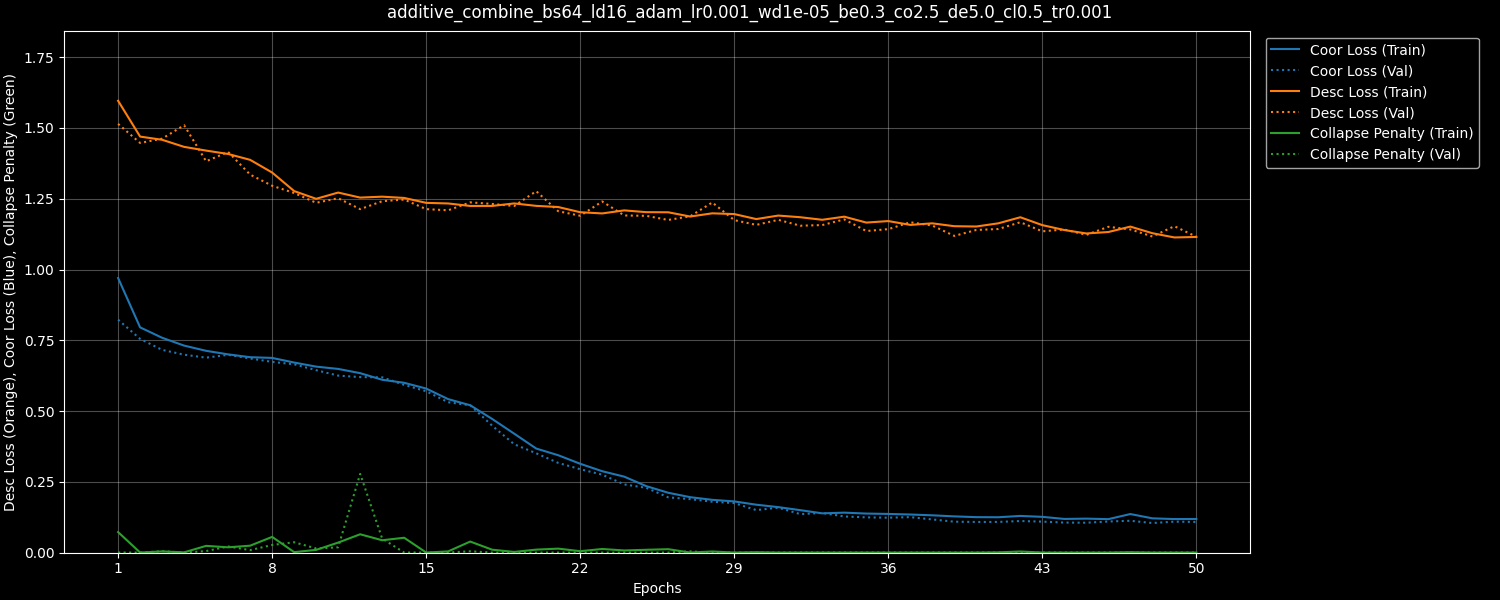 additive_combine_bs64_ld16_adam_lr0.001_wd1e-05_be0.3_co2.5_de5.0_cl0.5_tr0.001
Desc Loss (Orange), Coor Loss (Blue), Collapse Penalty (Green)
1.75
1.50
1.25
1.00
0.75
0.50
0.25
0.00
1 8 15 22 29 36 43 50
Epochs
Coor Loss (Train)
Coor Loss (Val)
Desc Loss (Train)
Desc Loss (Val)
Collapse Penalty (Train)
Collapse Penalty (Val)